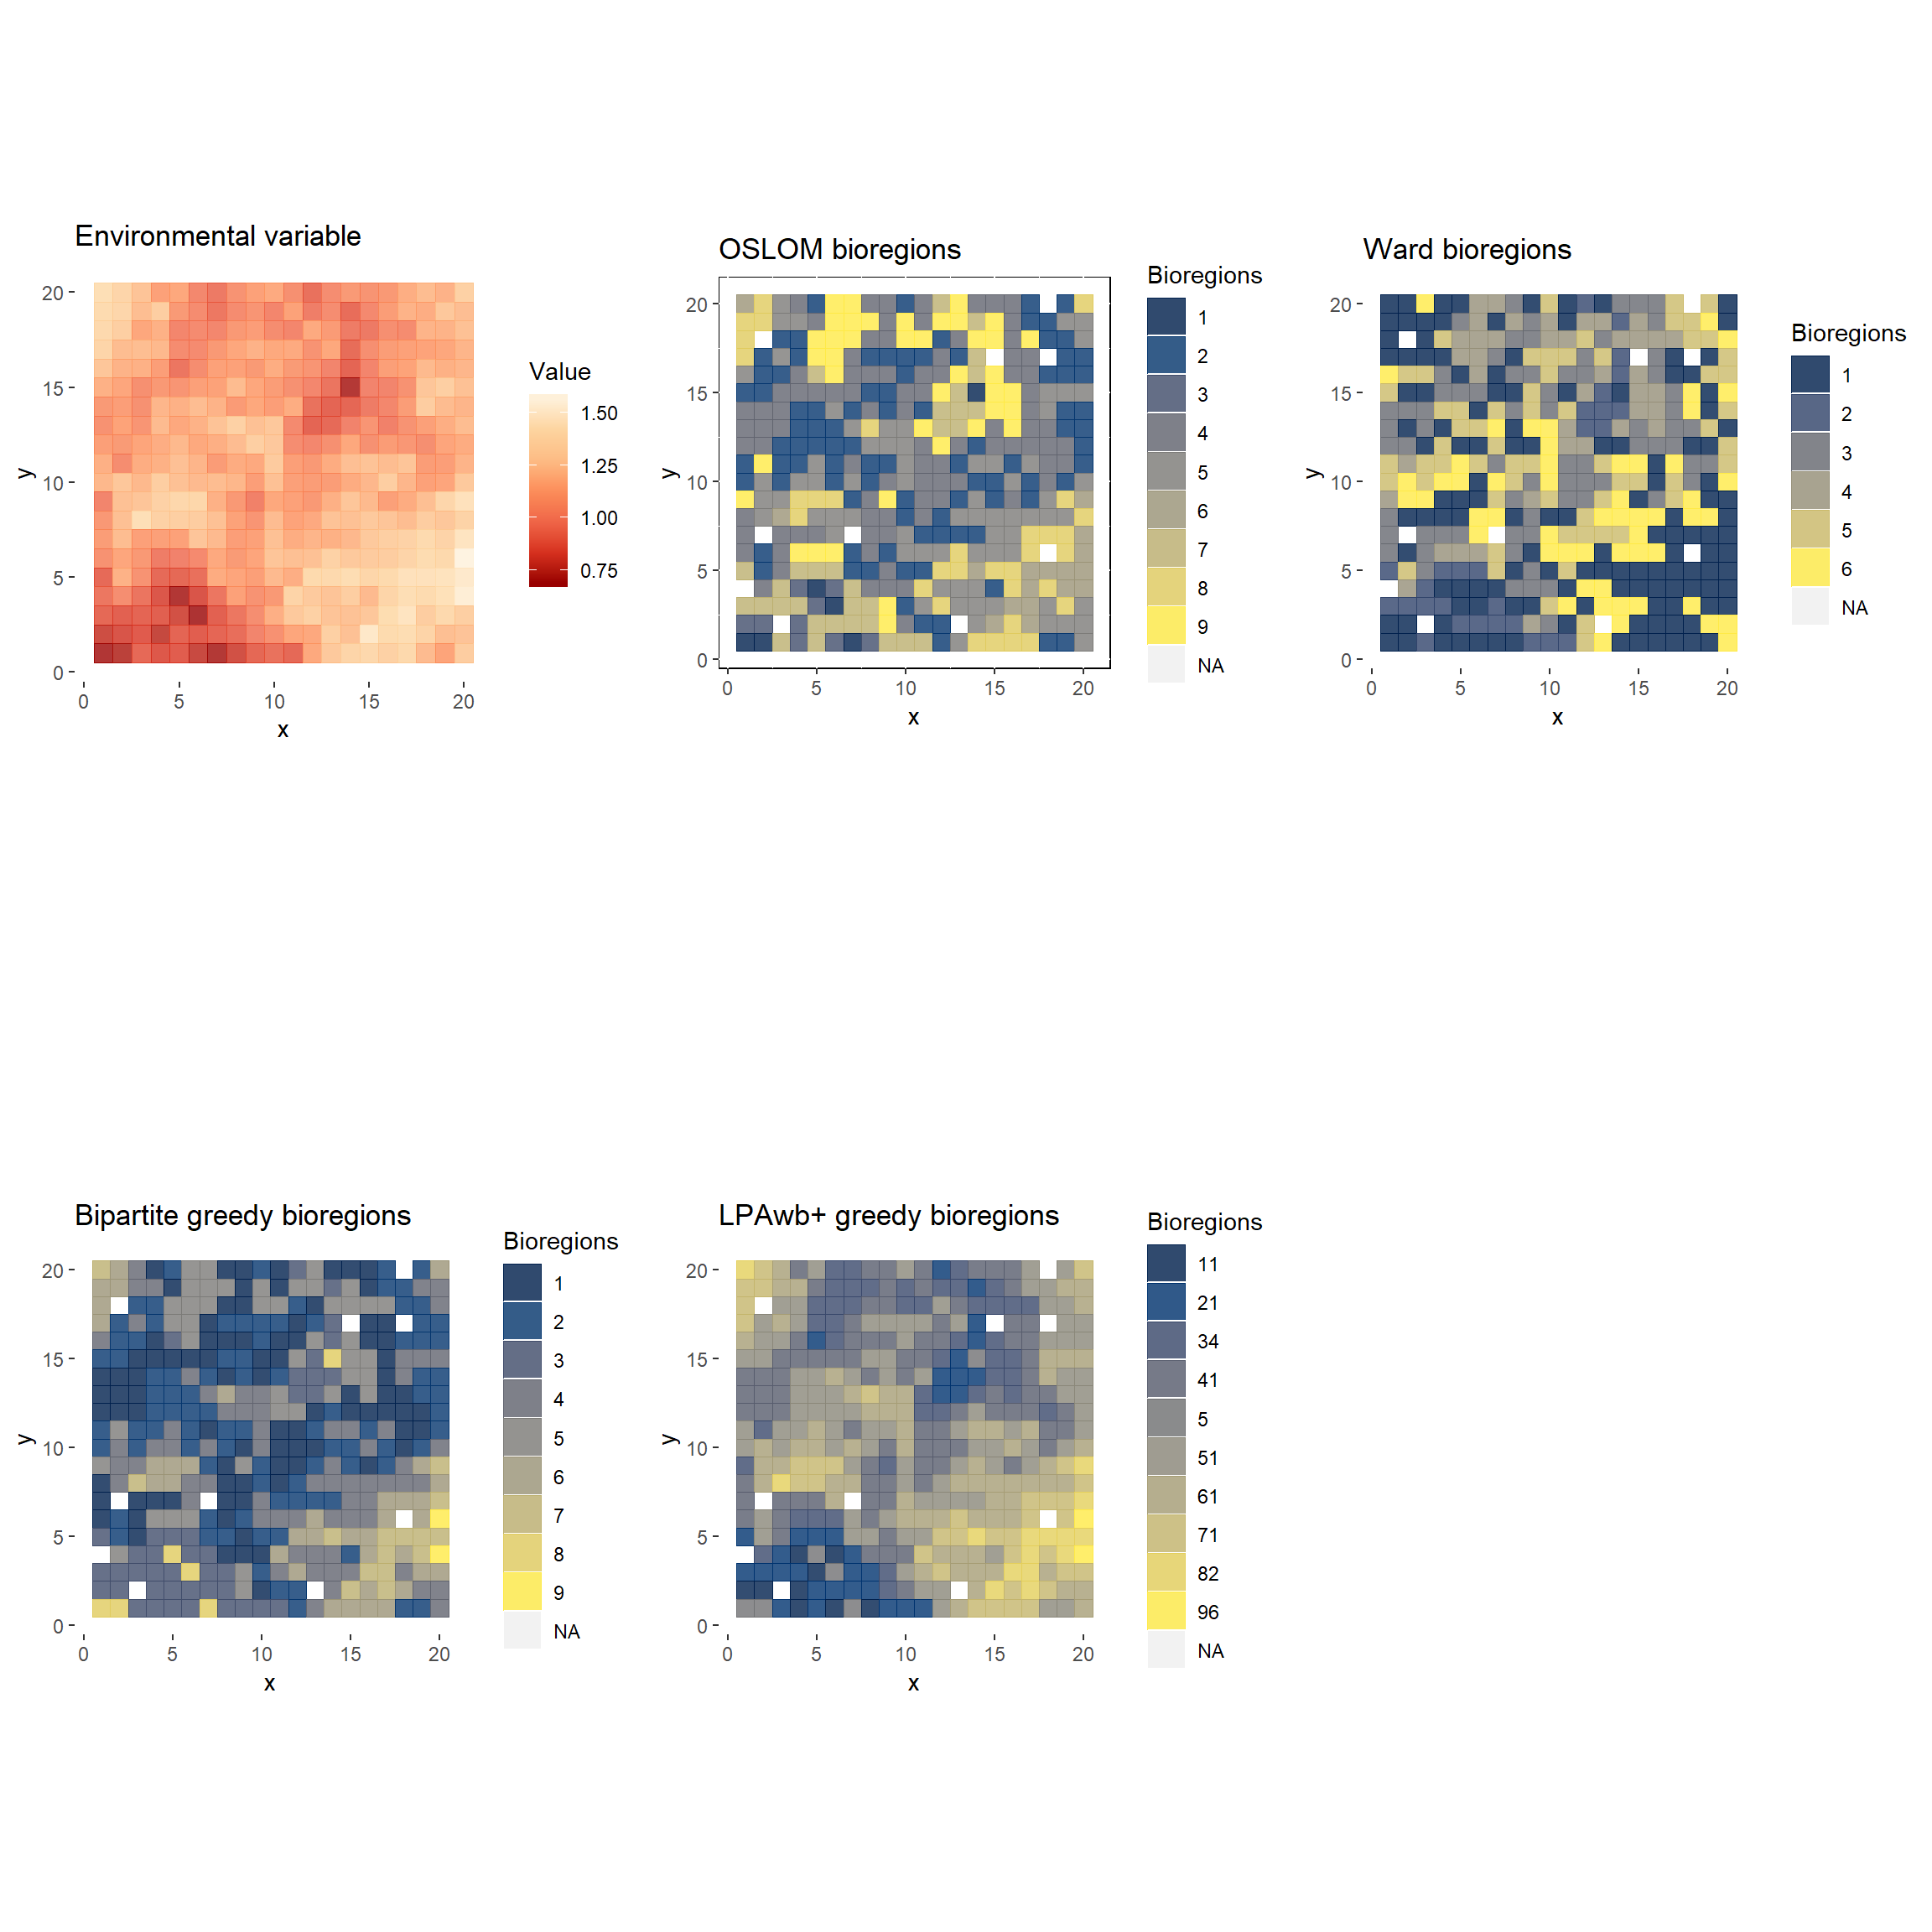 Environmental variable
20
15
10
5
0
y
0 5 10 15 20
x
Value
1.50
1.25
1.00
0.75
OSLOM bioregions
20
15
10
5
0
y
0 5 10 15 20
x
Bioregions
1
2
3
4
5
6
7
8
9
NA
Ward bioregions
20
15
10
5
0
y
0 5 10 15 20
x
Bioregions
1
2
3
4
5
6
NA
Bipartite greedy bioregions
20
15
10
5
0
y
0 5 10 15 20
x
Bioregions
1
2
3
4
5
6
7
8
9
NA
LPAwb+ greedy bioregions
20
15
10
5
0
y
0 5 10 15 20
x
Bioregions
11
21
34
41
5
51
61
71
82
96
NA